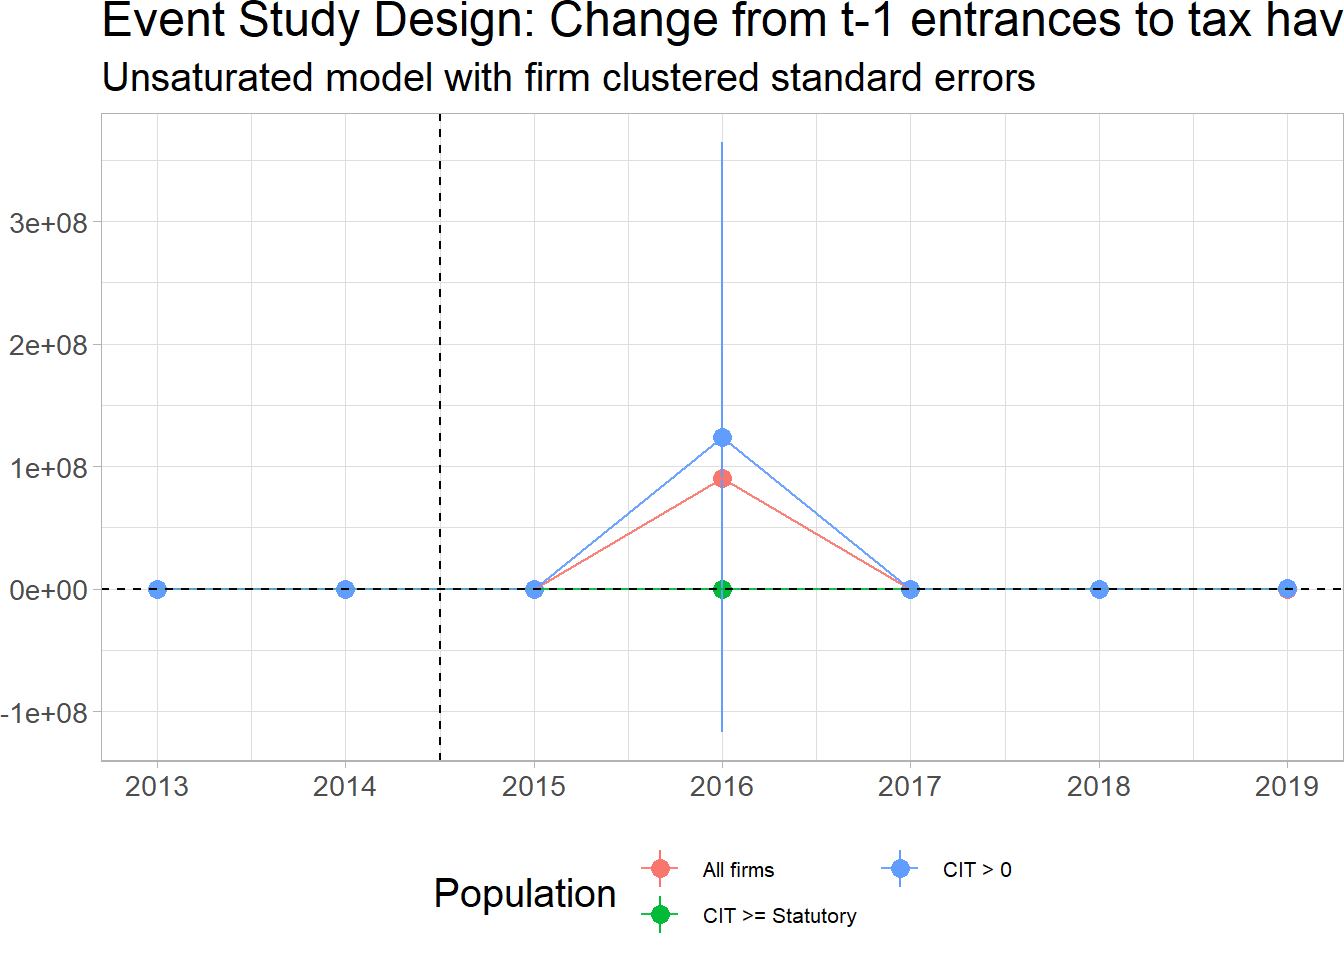 Event Study Design: Change from t-1 entrances to tax hav
Unsaturated model with firm clustered standard errors
3e+08
2e+08
1e+08
0e+00
-1e+08
2013 2014 2015 2016 2017 2018 2019
Population
All firms
CIT > 0
CIT >= Statutory